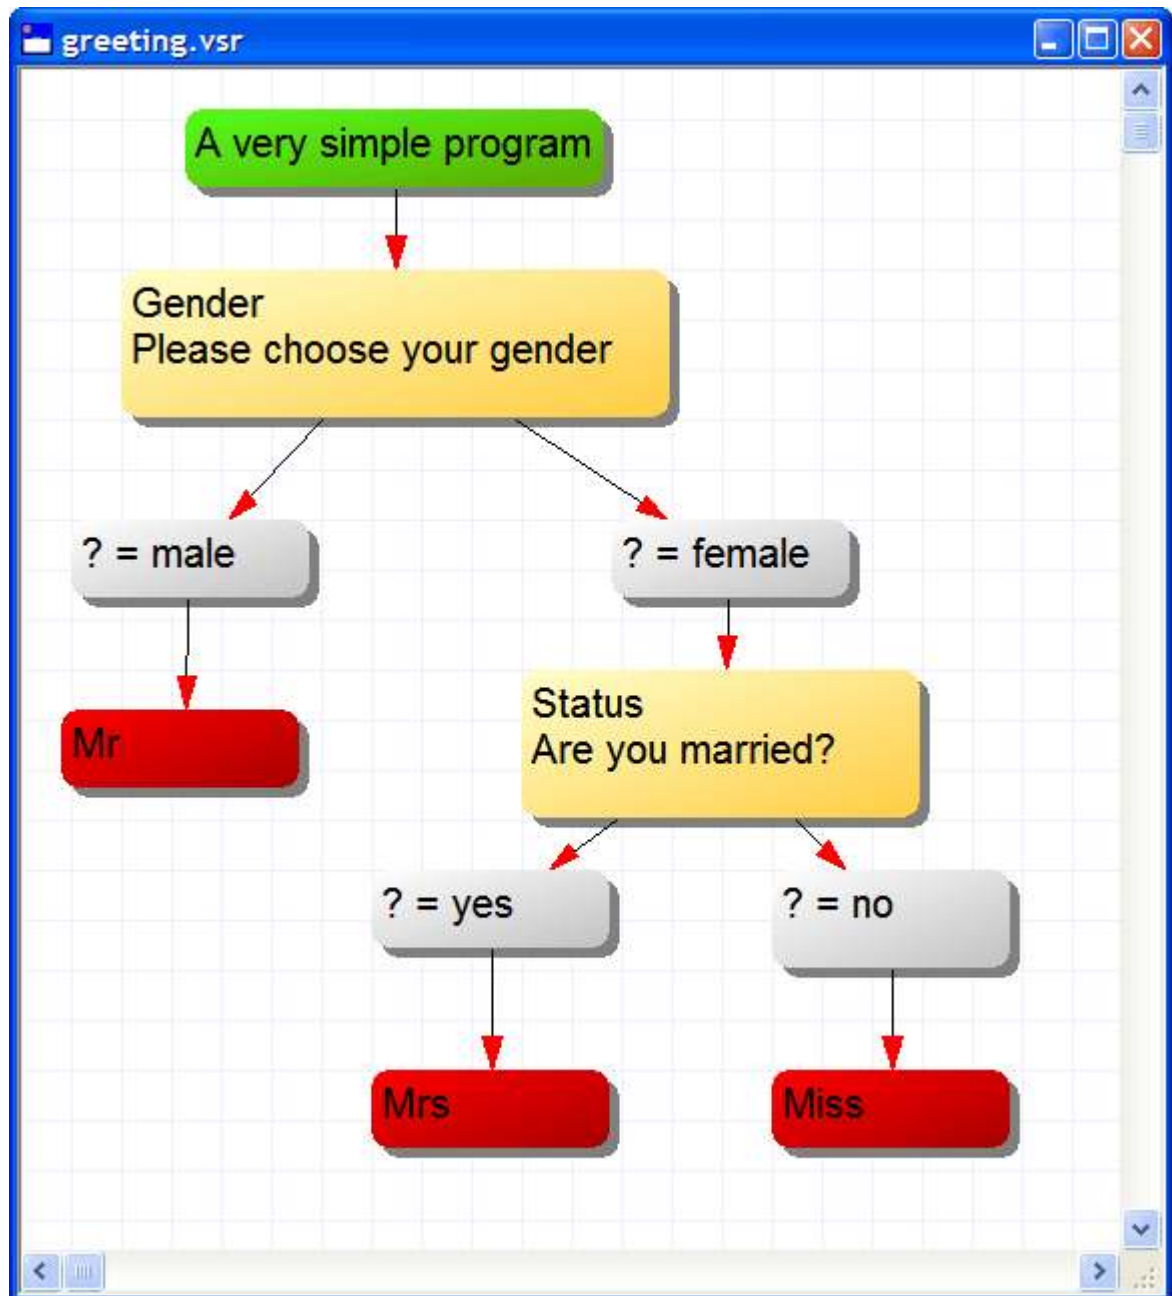 greeting.vsr
A very simple program
Gender
Please choose your gender
? = male
? = female
Mr
Status
Are you married?
? = yes
? = no
Mrs
Miss